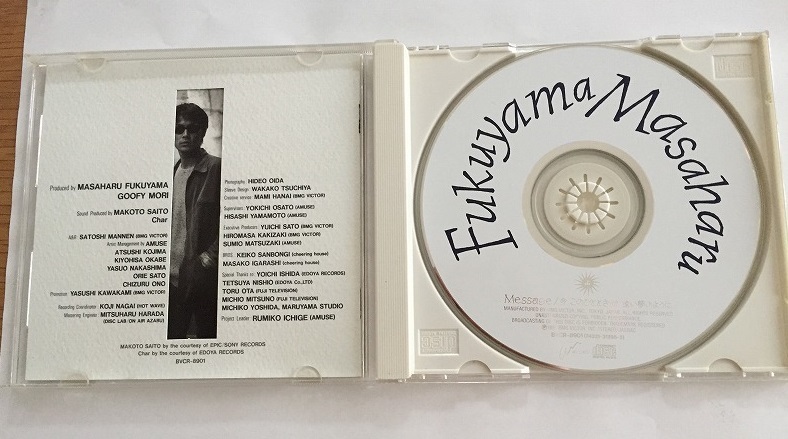 Produced by MASAHARU FUKUYAMA
GOOFY MORI
Sound Produced by MAKOTO SAITO
Char
A&R: SATOSHI MANNEN (BMG VICTOR)
Artist Management by AMUSE
ATSUSHI KOJIMA
KIYOHISA OKABE
YASUO NAKASHIMA
ORIE SATO
CHIZURU ONO
Promotion YASUSHI KAWAKAMI (BMG VICTOR)
Recording Coordinator KOJI NAGAI (HOT WAVE)
Mastering Engineer MITSUHARU HARADA
(DISC LAB/ON AIR AZABU)
Photography HIDEO OIDA
Sleeve Design WAKAKO TSUCHIYA
Creative service MAMI HANAI (BMG VICTOR)
Supervisors YOKICHI OSATO (AMUSE)
HISASHI YAMAMOTO (AMUSE)
Executive Producers YUICHI SATO (BMG VICTOR)
HIROMASA KAKIZAKI (BMG VICTOR)
SUMIO MATSUZAKI (AMUSE)
BROS. KEIKO SANBONGI (cheering house)
MASAKO IGARASHI (cheering house)
Special Thanks to YOICHI ISHIDA (EDOYA RECORDS)
TETSUYA NISHIO (EDOYA Co.,LTD)
TORU OTA (FUJI TELEVISION)
MICHIO MITSUNO (FUJI TELEVISION)
MICHIKO YOSHIDA, MARUYAMA STUDIO
Project Leader RUMIKO ICHIGE (AMUSE)
MAKOTO SAITO by the courtesy of EPIC/SONY RECORDS
Char by the courtesy of EDOYA RECORDS
BVCR-8901
Fukuyama Masaharu
Message